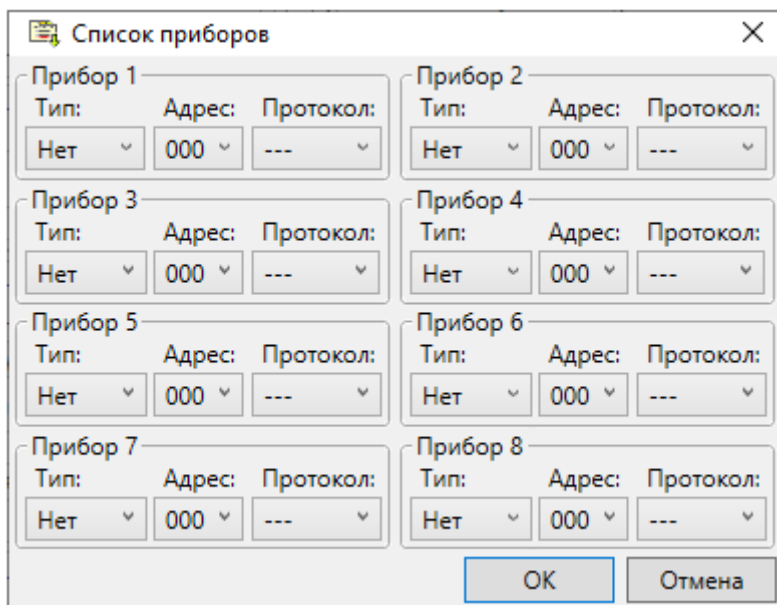 Список приборов
Прибор 1 Прибор 2
Тип: Адрес: Протокол: Тип: Адрес: Протокол:
Нет 000 --- Нет 000 ---
Прибор 3 Прибор 4
Тип: Адрес: Протокол: Тип: Адрес: Протокол:
Нет 000 --- Нет 000 ---
Прибор 5 Прибор 6
Тип: Адрес: Протокол: Тип: Адрес: Протокол:
Нет 000 --- Нет 000 ---
Прибор 7 Прибор 8
Тип: Адрес: Протокол: Тип: Адрес: Протокол:
Нет 000 --- Нет 000 ---
OK Отмена